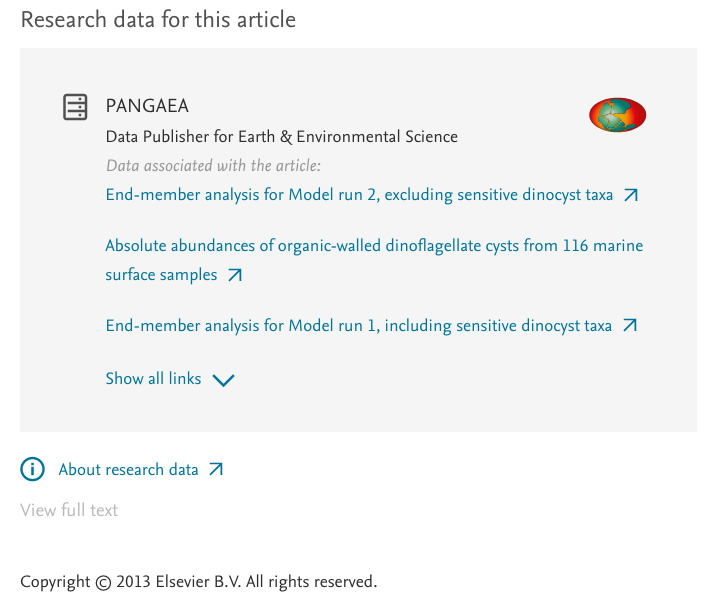 Research data for this article
PANGAEA
Data Publisher for Earth & Environmental Science
Data associated with the article:
End-member analysis for Model run 2, excluding sensitive dinocyst taxa
Absolute abundances of organic-walled dinoflagellate cysts from 116 marine
surface samples
End-member analysis for Model run 1, including sensitive dinocyst taxa
Show all links
About research data
View full text
Copyright © 2013 Elsevier B.V. All rights reserved.